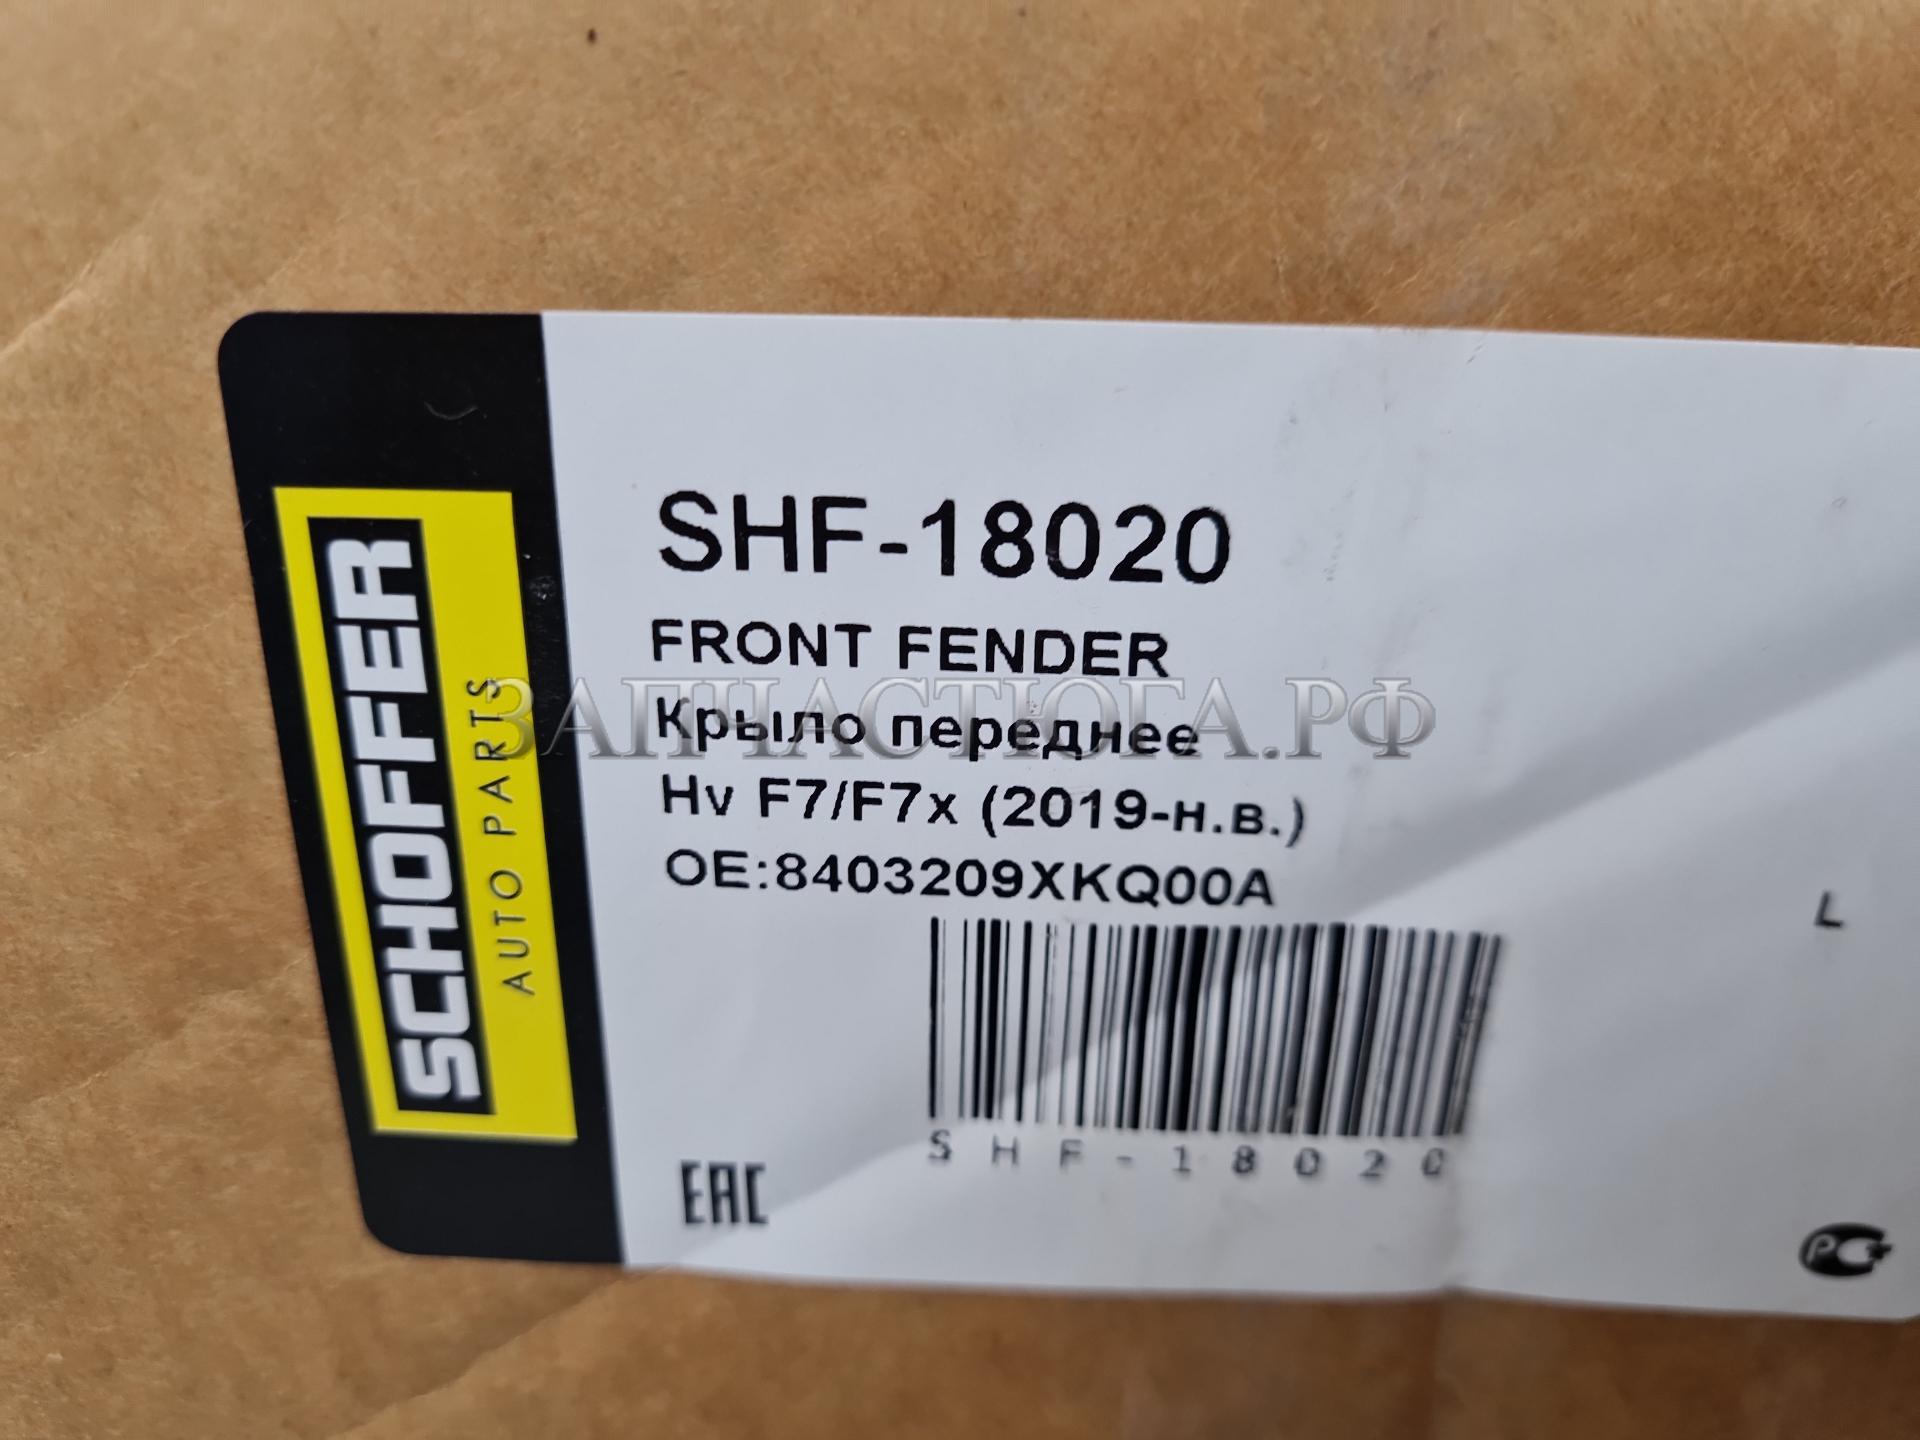 SCHOFFER
AUTO PARTS
SHF-18020
FRONT FENDER
ЗАПЧАСТЮГА.РФ
Крыло переднее
Hv F7/F7x (2019-н.в.)
OE:8403209XKQ00A
L
SHF-18020
EAC
РС